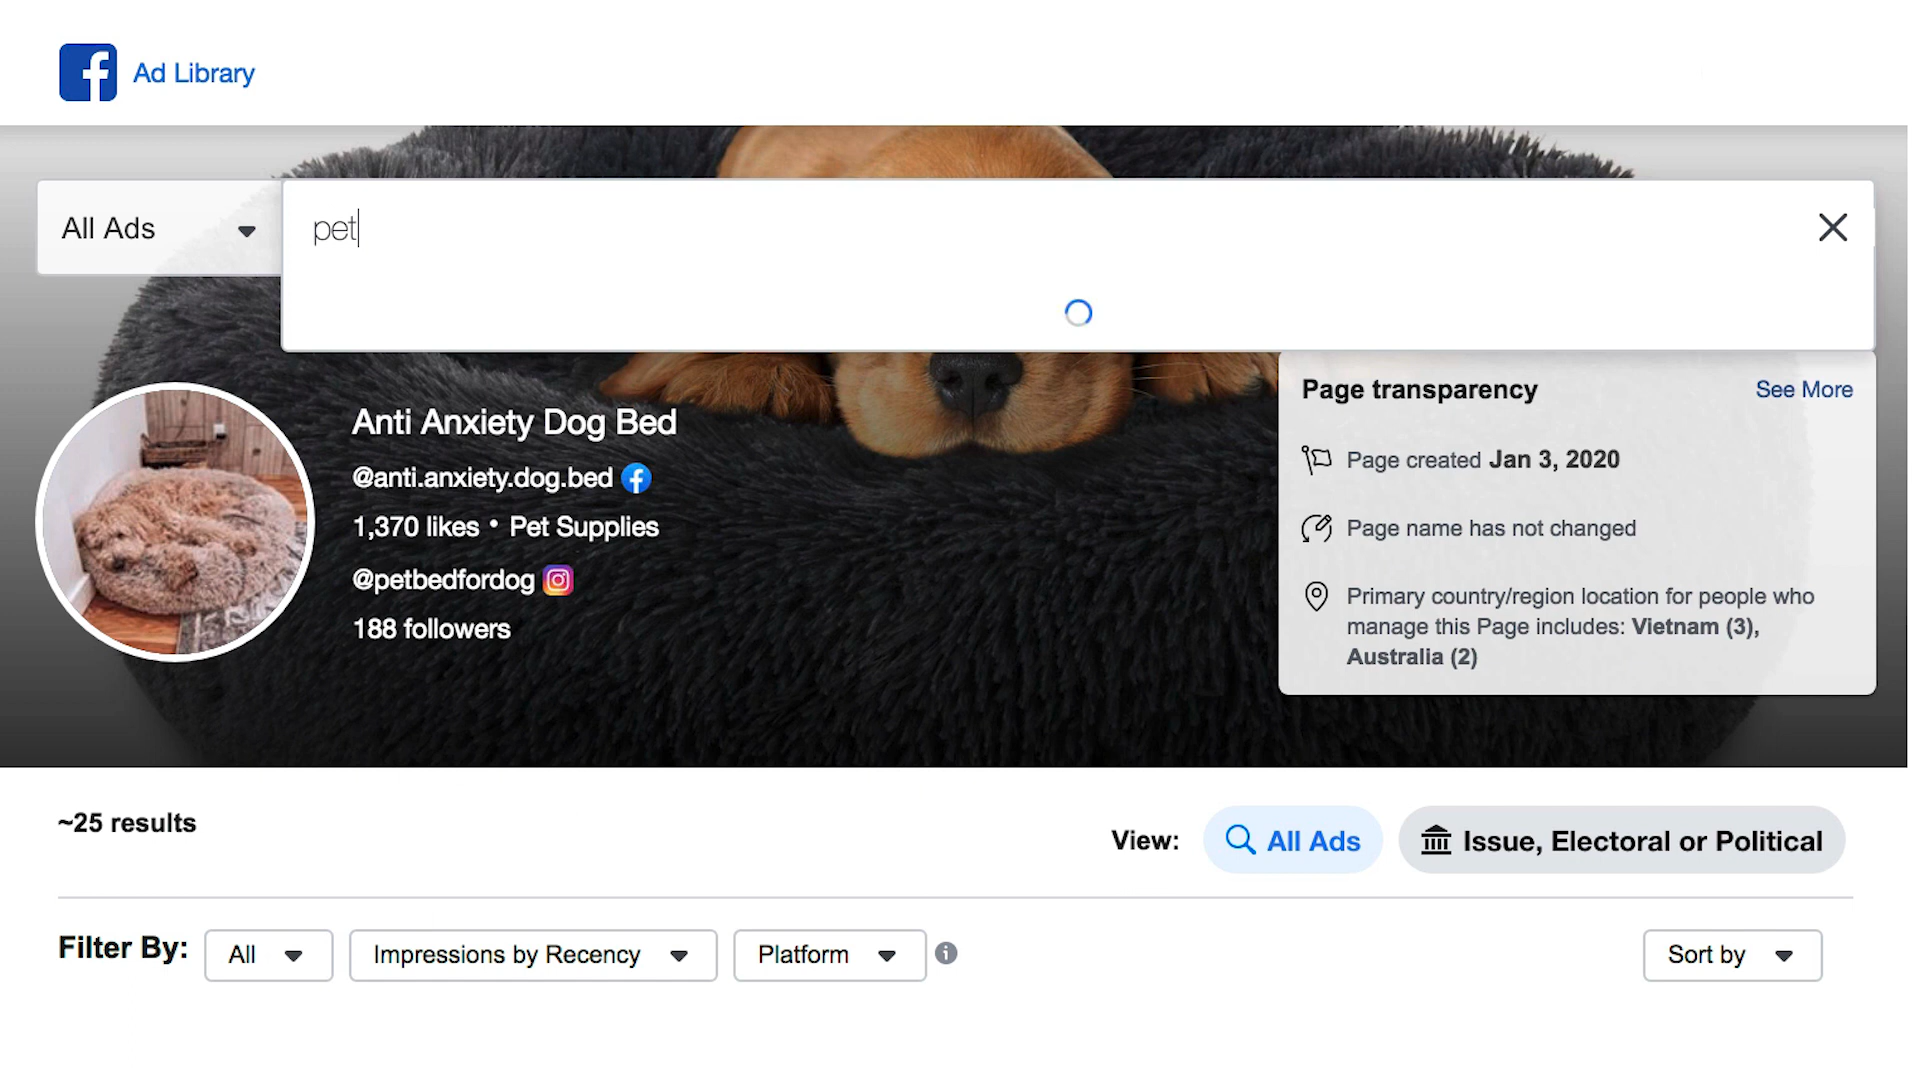 Ad Library
All Ads
pet
Anti Anxiety Dog Bed
@anti.anxiety.dog.bed
1,370 likes • Pet Supplies
@petbedfordog
188 followers
Page transparency
See More
Page created Jan 3, 2020
Page name has not changed
Primary country/region location for people who
manage this Page includes: Vietnam (3),
Australia (2)
~25 results
View:
All Ads
Issue, Electoral or Political
Filter By:
All
Impressions by Recency
Platform
Sort by